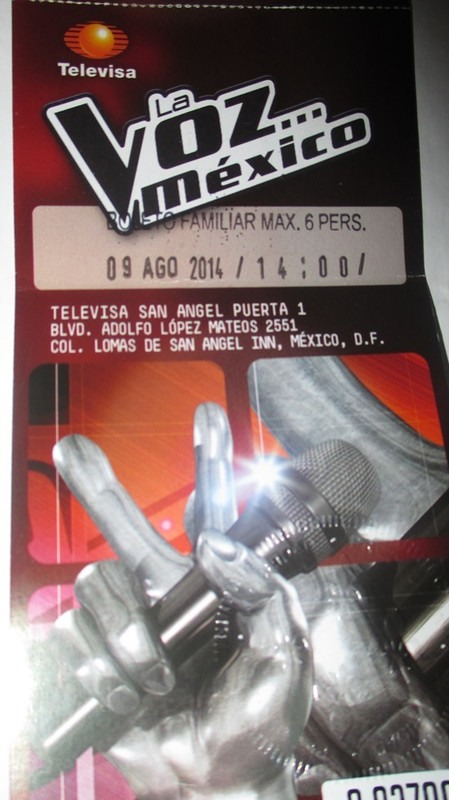 Televisa
La
Voz...
méxico
BOLETO FAMILIAR MAX. 6 PERS.
09 AGO 2014 / 14:00/
TELEVISA SAN ANGEL PUERTA 1
BLVD. ADOLFO LÓPEZ MATEOS 2551
COL. LOMAS DE SAN ANGEL INN, MÉXICO, D.F.